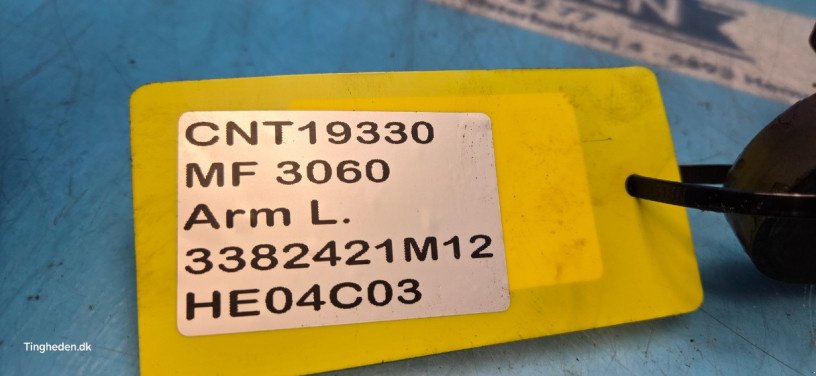 CNT19330
MF 3060
Arm L.
3382421M12
HE04C03
Tingheden.dk